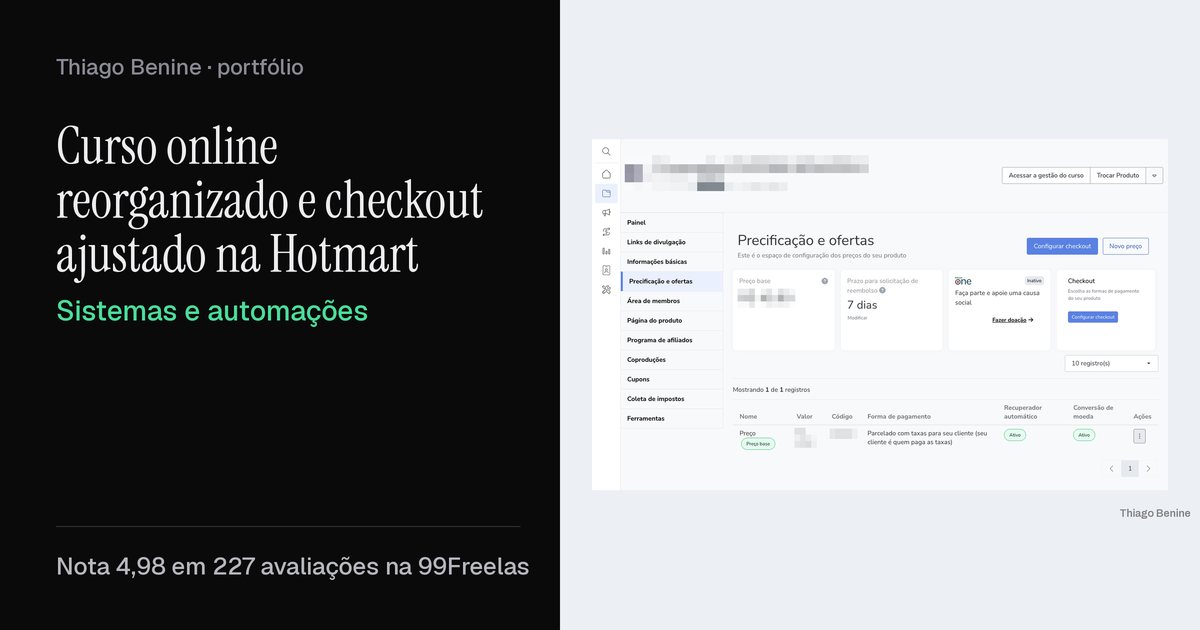 Thiago Benine · portfólio
Curso online
reorganizado e checkout
ajustado na Hotmart
Sistemas e automações
Nota 4,98 em 227 avaliações na 99Freelas
Acessar a gestão do curso
Trocar Produto
Painel
Links de divulgação
Informações básicas
Precificação e ofertas
Área de membros
Página do produto
Programa de afiliados
Coproduções
Cupons
Coleta de impostos
Ferramentas
Precificação e ofertas
Este é o espaço de configuração dos preços do seu produto
Configurar checkout
Novo preço
Preço base
Prazo para solicitação de
reembolso
7 dias
Modificar
one
Inativo
Faça parte e apoie uma causa
social
Fazer doação →
Checkout
Escolha as formas de pagamento
do seu produto
Configurar checkout
10 registro(s)
Mostrando 1 de 1 registros
Nome Valor Código Forma de pagamento Recuperador automático Conversão de moeda Ações
Preço
Preço base
Parcelado com taxas para seu cliente (seu
cliente é quem paga as taxas)
Ativo
Ativo
1
Thiago Benine